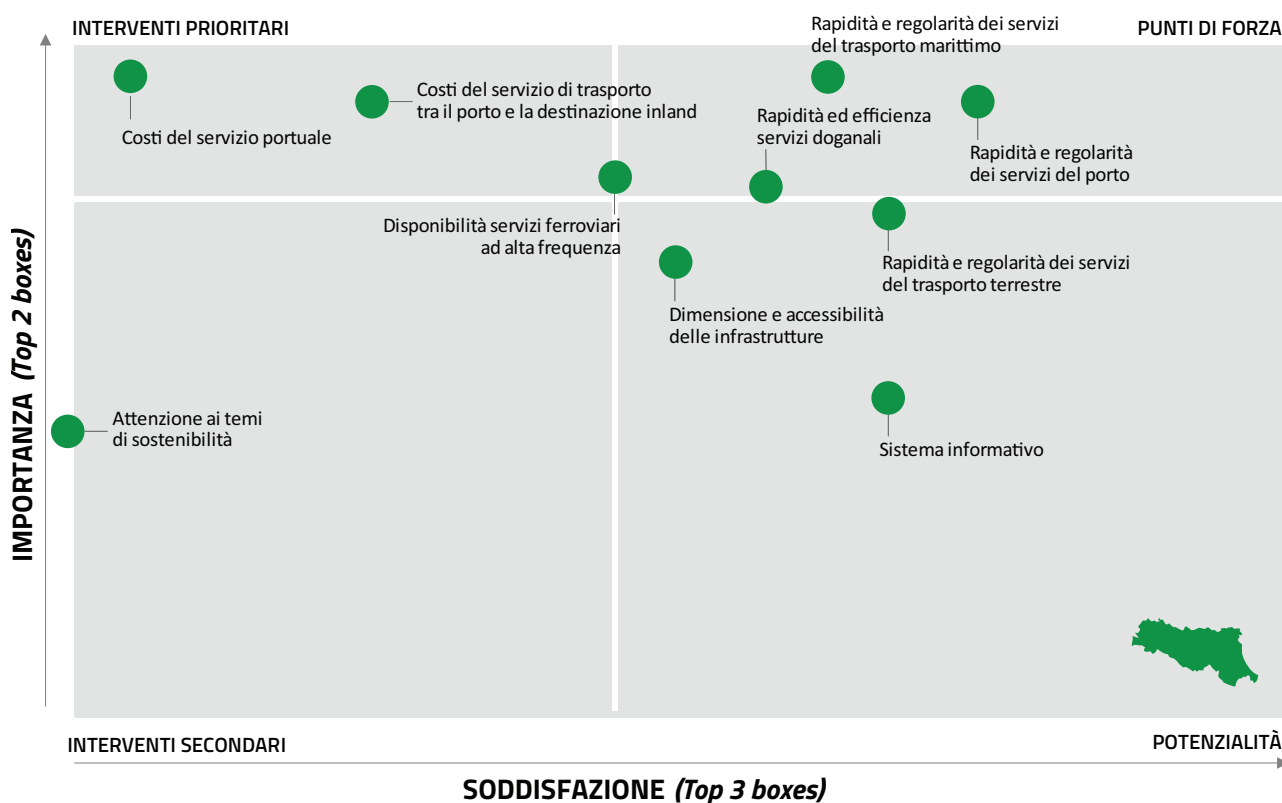 INTERVENTI PRIORITARI
Rapidità e regolarità dei servizi
del trasporto marittimo
PUNTI DI FORZA
Costi del servizio di trasporto
tra il porto e la destinazione inland
Costi del servizio portuale
Rapidità ed efficienza
servizi doganali
Rapidità e regolarità
dei servizi del porto
Disponibilità servizi ferroviari
ad alta frequenza
Rapidità e regolarità dei servizi
del trasporto terrestre
Dimensione e accessibilità
delle infrastrutture
Attenzione ai temi
di sostenibilità
Sistema informativo
IMPORTANZA (Top 2 boxes)
INTERVENTI SECONDARI
POTENZIALITÀ
SODDISFAZIONE (Top 3 boxes)